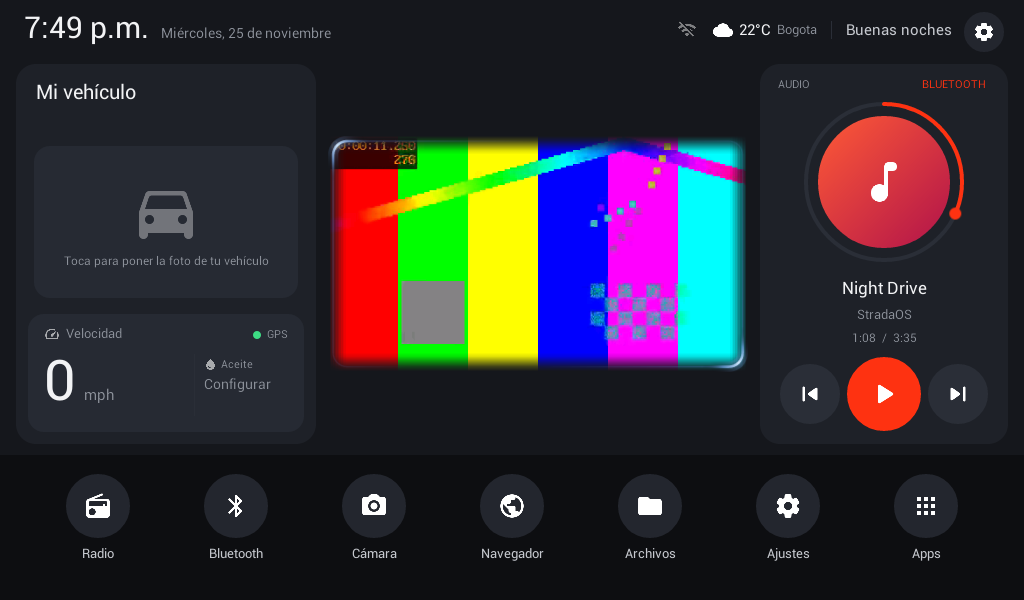 7:49 p.m. Miércoles, 25 de noviembre
22°C Bogota
Buenas noches
Mi vehículo
Toca para poner la foto de tu vehículo
Velocidad
GPS
0 mph
Aceite
Configurar
276
AUDIO
BLUETOOTH
Night Drive
StradaOS
1:08 / 3:35
Radio
Bluetooth
Cámara
Navegador
Archivos
Ajustes
Apps